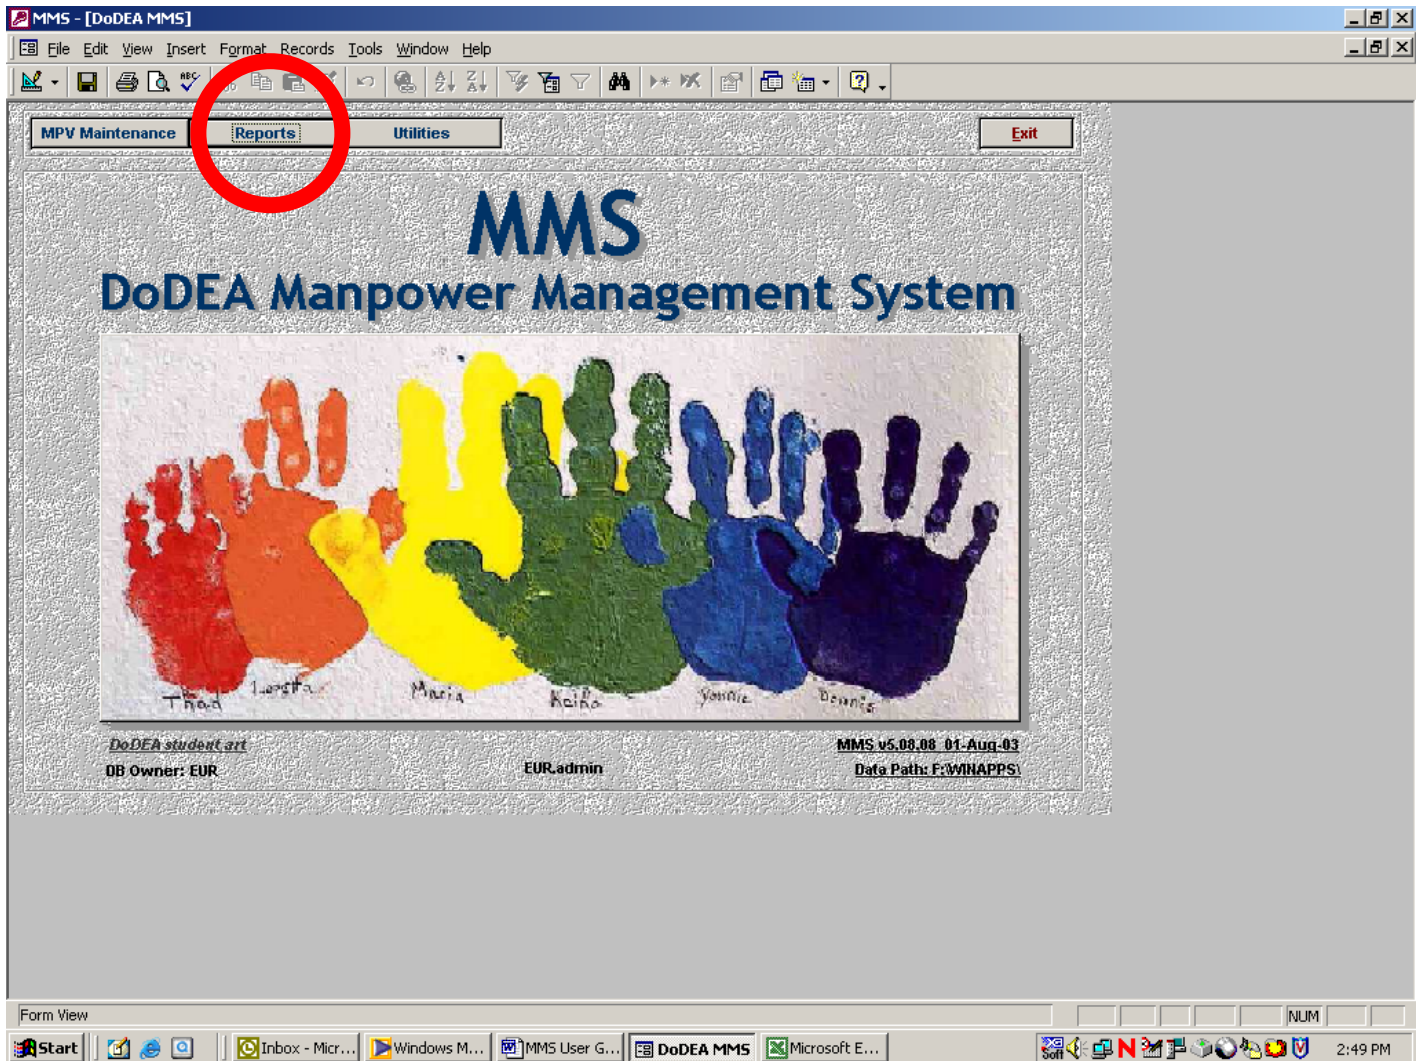 MMS - [DoDEA MMS]
File Edit View Insert Format Records Tools Window Help
MPV Maintenance Reports Utilities Exit
MMS
DoDEA Manpower Management System
Thad Loretta Maria Keiko Yonnie Dennis
DoDEA student art MMS v5.08.08 01-Aug-03
DB Owner: EUR EUR.admin Data Path: F:\WINAPPS\
Form View NUM
Start Inbox - Micr... Windows M... MMS User G... DoDEA MMS Microsoft E... 2:49 PM